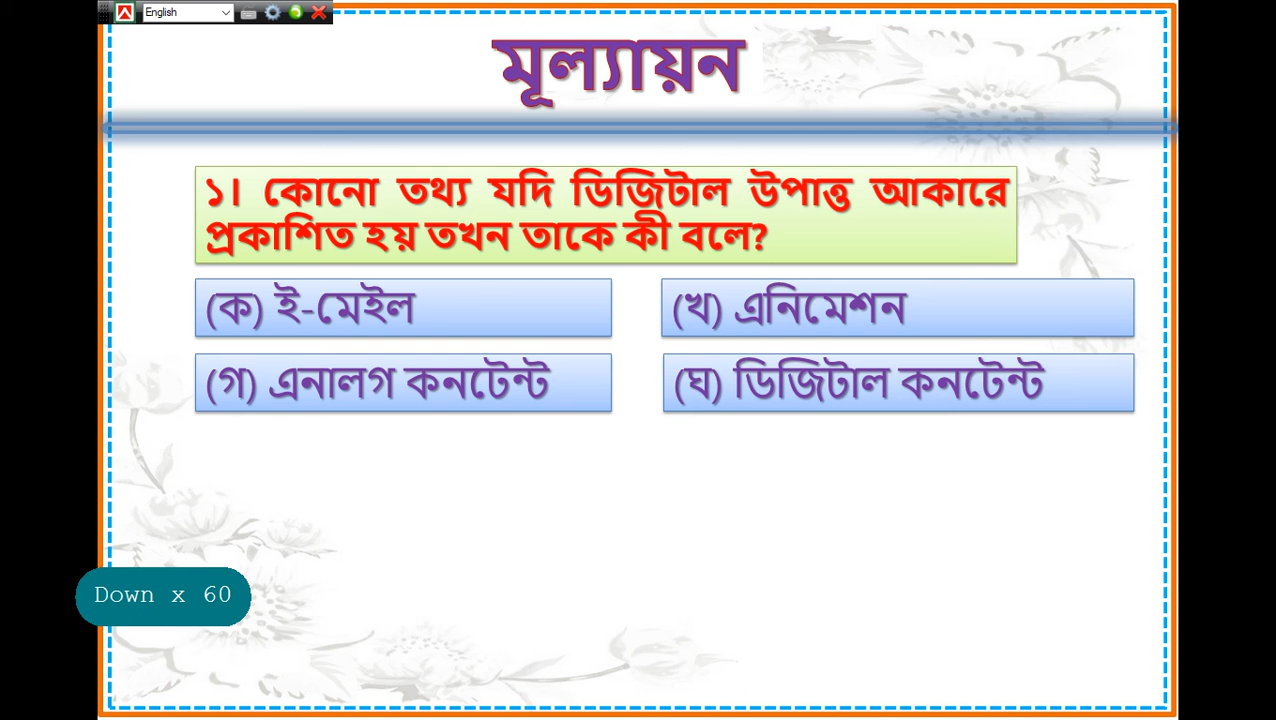 English
মূল্যায়ন
১। কোনো তথ্য যদি ডিজিটাল উপাত্ত আকারে
প্রকাশিত হয় তখন তাকে কী বলে?
(ক) ই-মেইল
(খ) এনিমেশন
(গ) এনালগ কনটেন্ট
(ঘ) ডিজিটাল কনটেন্ট
Down x 60